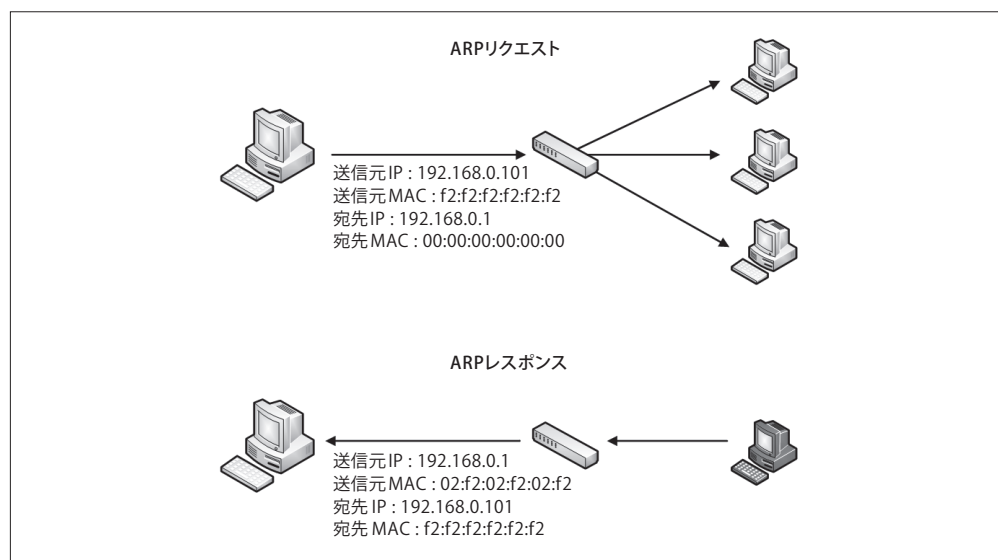 ARPリクエスト
送信元IP : 192.168.0.101
送信元MAC : f2:f2:f2:f2:f2:f2
宛先IP : 192.168.0.1
宛先MAC : 00:00:00:00:00:00
ARPレスポンス
送信元IP : 192.168.0.1
送信元MAC : 02:f2:02:f2:02:f2
宛先IP : 192.168.0.101
宛先MAC : f2:f2:f2:f2:f2:f2